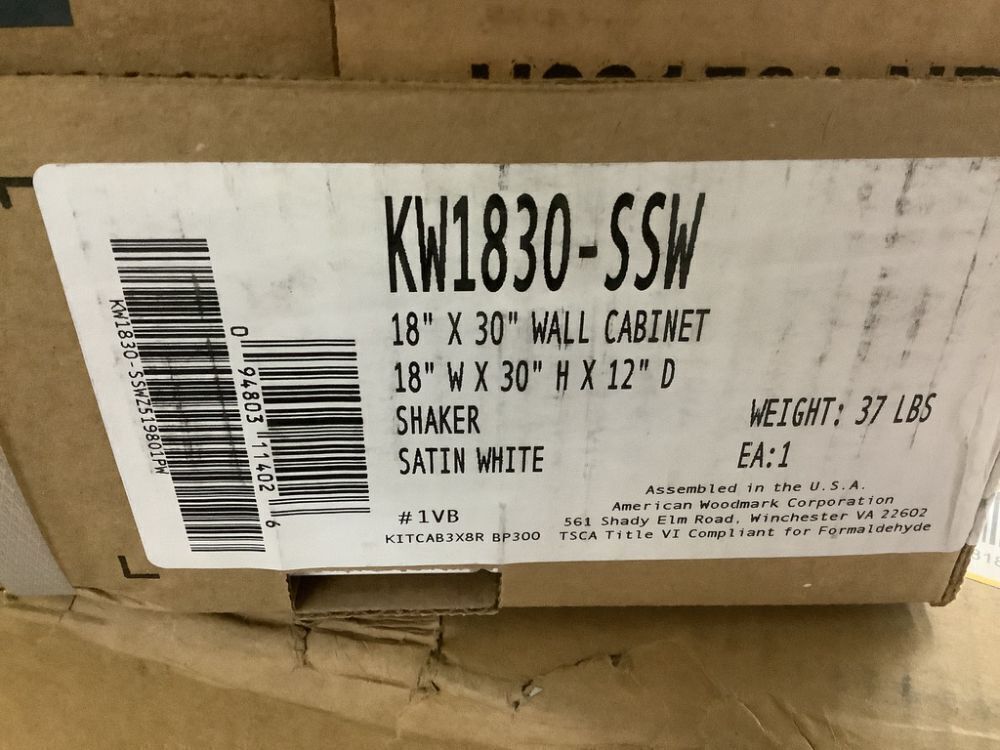 KW1830-SSW
18" X 30" WALL CABINET
18" W X 30" H X 12" D
SHAKER
SATIN WHITE
WEIGHT: 37 LBS
EA:1
#1VB
KITCAB3X8R BP300
Assembled in the U.S.A.
American Woodmark Corporation
561 Shady Elm Road, Winchester VA 22602
TSCA Title VI Compliant for Formaldehyde
KW1830-SSWZ519801PW
0 94803 11402 6